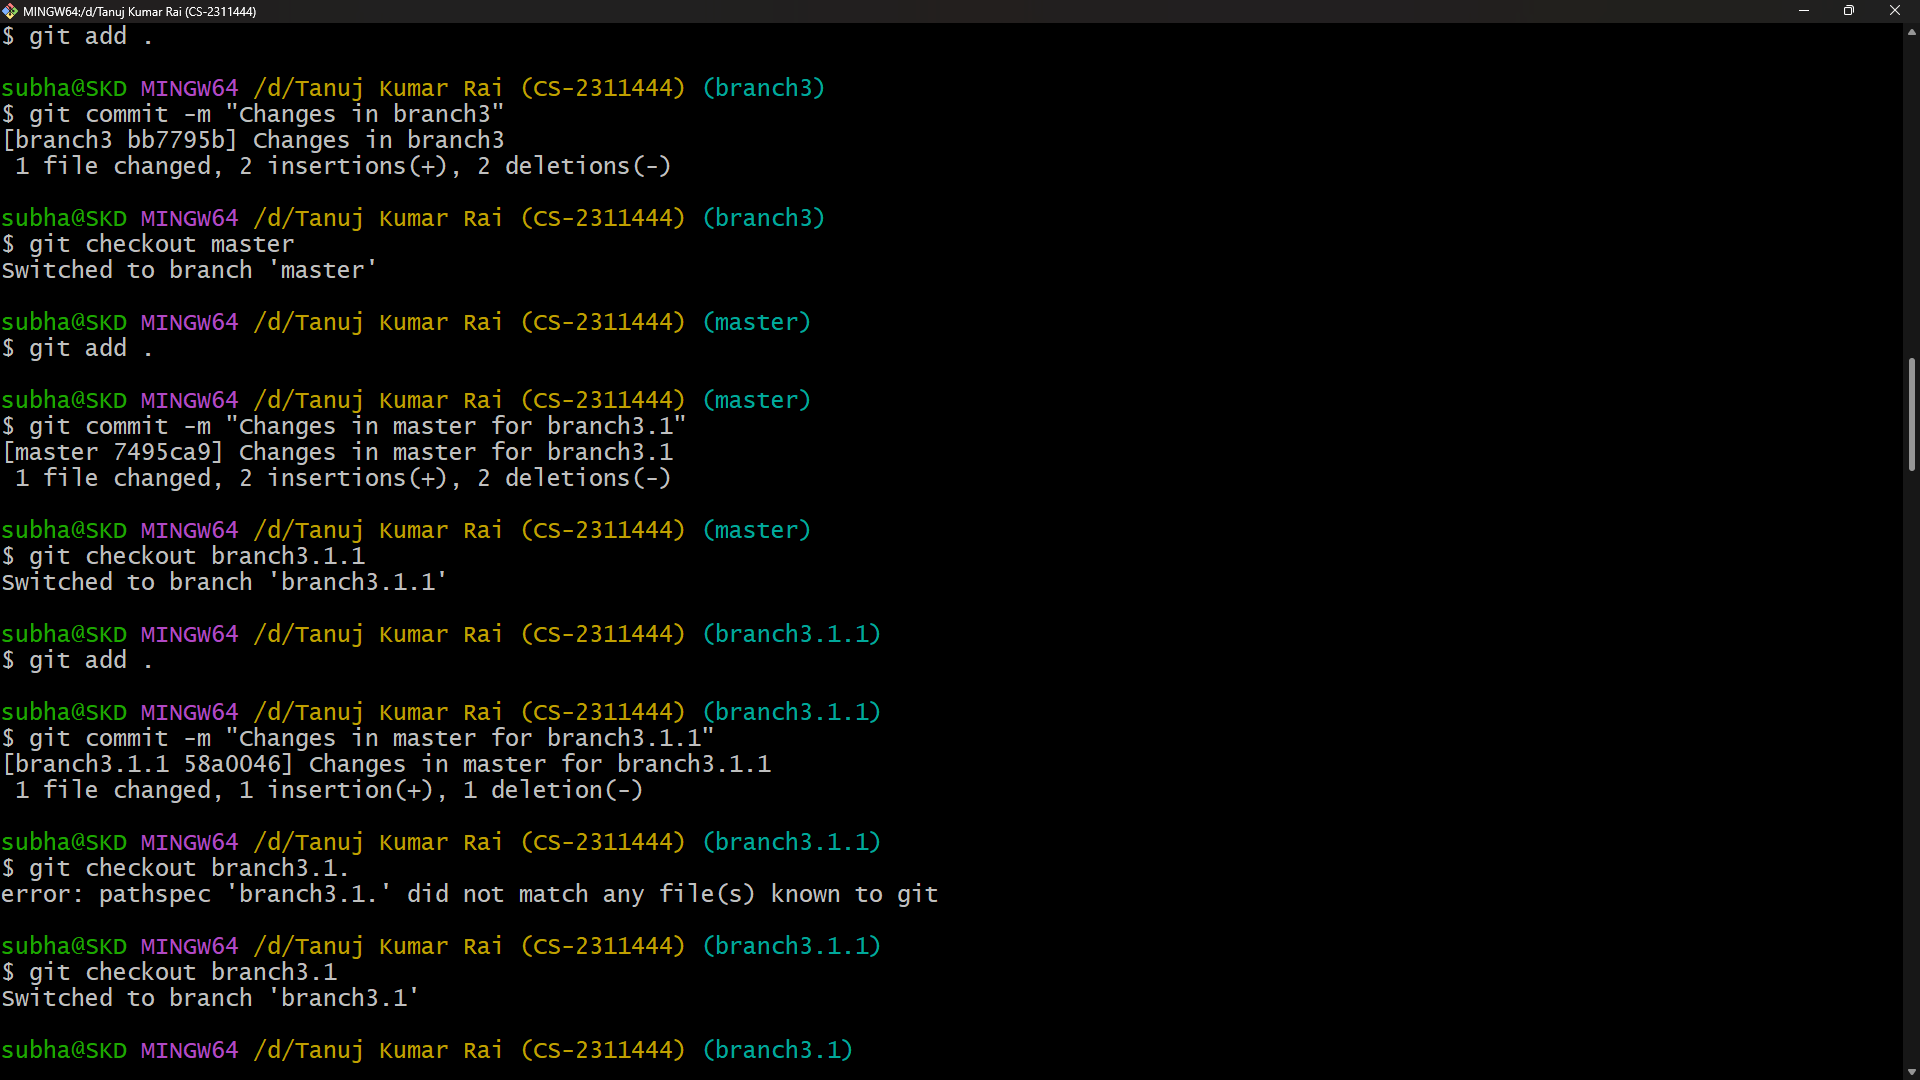 MINGW64:/d/Tanuj Kumar Rai (CS-2311444)
$ git add .
subha@SKD MINGW64 /d/Tanuj Kumar Rai (CS-2311444) (branch3)
$ git commit -m "Changes in branch3"
[branch3 bb7795b] Changes in branch3
 1 file changed, 2 insertions(+), 2 deletions(-)
subha@SKD MINGW64 /d/Tanuj Kumar Rai (CS-2311444) (branch3)
$ git checkout master
Switched to branch 'master'
subha@SKD MINGW64 /d/Tanuj Kumar Rai (CS-2311444) (master)
$ git add .
subha@SKD MINGW64 /d/Tanuj Kumar Rai (CS-2311444) (master)
$ git commit -m "Changes in master for branch3.1"
[master 7495ca9] Changes in master for branch3.1
 1 file changed, 2 insertions(+), 2 deletions(-)
subha@SKD MINGW64 /d/Tanuj Kumar Rai (CS-2311444) (master)
$ git checkout branch3.1.1
Switched to branch 'branch3.1.1'
subha@SKD MINGW64 /d/Tanuj Kumar Rai (CS-2311444) (branch3.1.1)
$ git add .
subha@SKD MINGW64 /d/Tanuj Kumar Rai (CS-2311444) (branch3.1.1)
$ git commit -m "Changes in master for branch3.1.1"
[branch3.1.1 58a0046] Changes in master for branch3.1.1
 1 file changed, 1 insertion(+), 1 deletion(-)
subha@SKD MINGW64 /d/Tanuj Kumar Rai (CS-2311444) (branch3.1.1)
$ git checkout branch3.1.
error: pathspec 'branch3.1.' did not match any file(s) known to git
subha@SKD MINGW64 /d/Tanuj Kumar Rai (CS-2311444) (branch3.1.1)
$ git checkout branch3.1
Switched to branch 'branch3.1'
subha@SKD MINGW64 /d/Tanuj Kumar Rai (CS-2311444) (branch3.1)